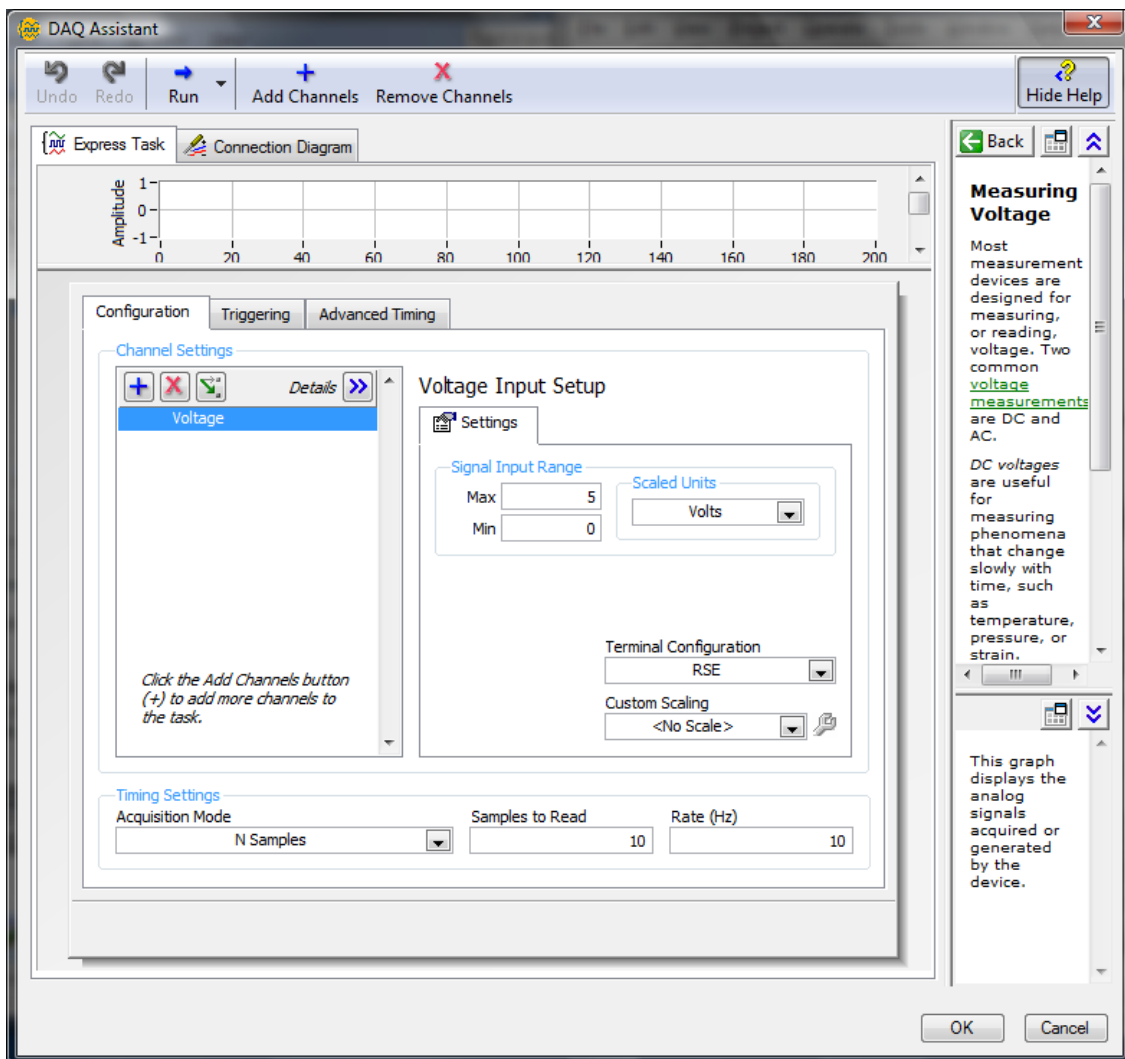 DAQ Assistant
Undo Redo Run Add Channels Remove Channels Hide Help
Express Task Connection Diagram
Amplitude
1
0
-1
0 20 40 60 80 100 120 140 160 180 200
Configuration Triggering Advanced Timing
Channel Settings
Details
Voltage
Click the Add Channels button
(+) to add more channels to
the task.
Voltage Input Setup
Settings
Signal Input Range
Max 5
Min 0
Scaled Units
Volts
Terminal Configuration
RSE
Custom Scaling
<No Scale>
Timing Settings
Acquisition Mode Samples to Read Rate (Hz)
N Samples 10 10
Back
Measuring
Voltage
Most
measurement
devices are
designed for
measuring,
or reading,
voltage. Two
common
voltage
measurements
are DC and
AC.
DC voltages
are useful
for
measuring
phenomena
that change
slowly with
time, such
as
temperature,
pressure, or
strain.
This graph
displays the
analog
signals
acquired or
generated
by the
device.
OK Cancel